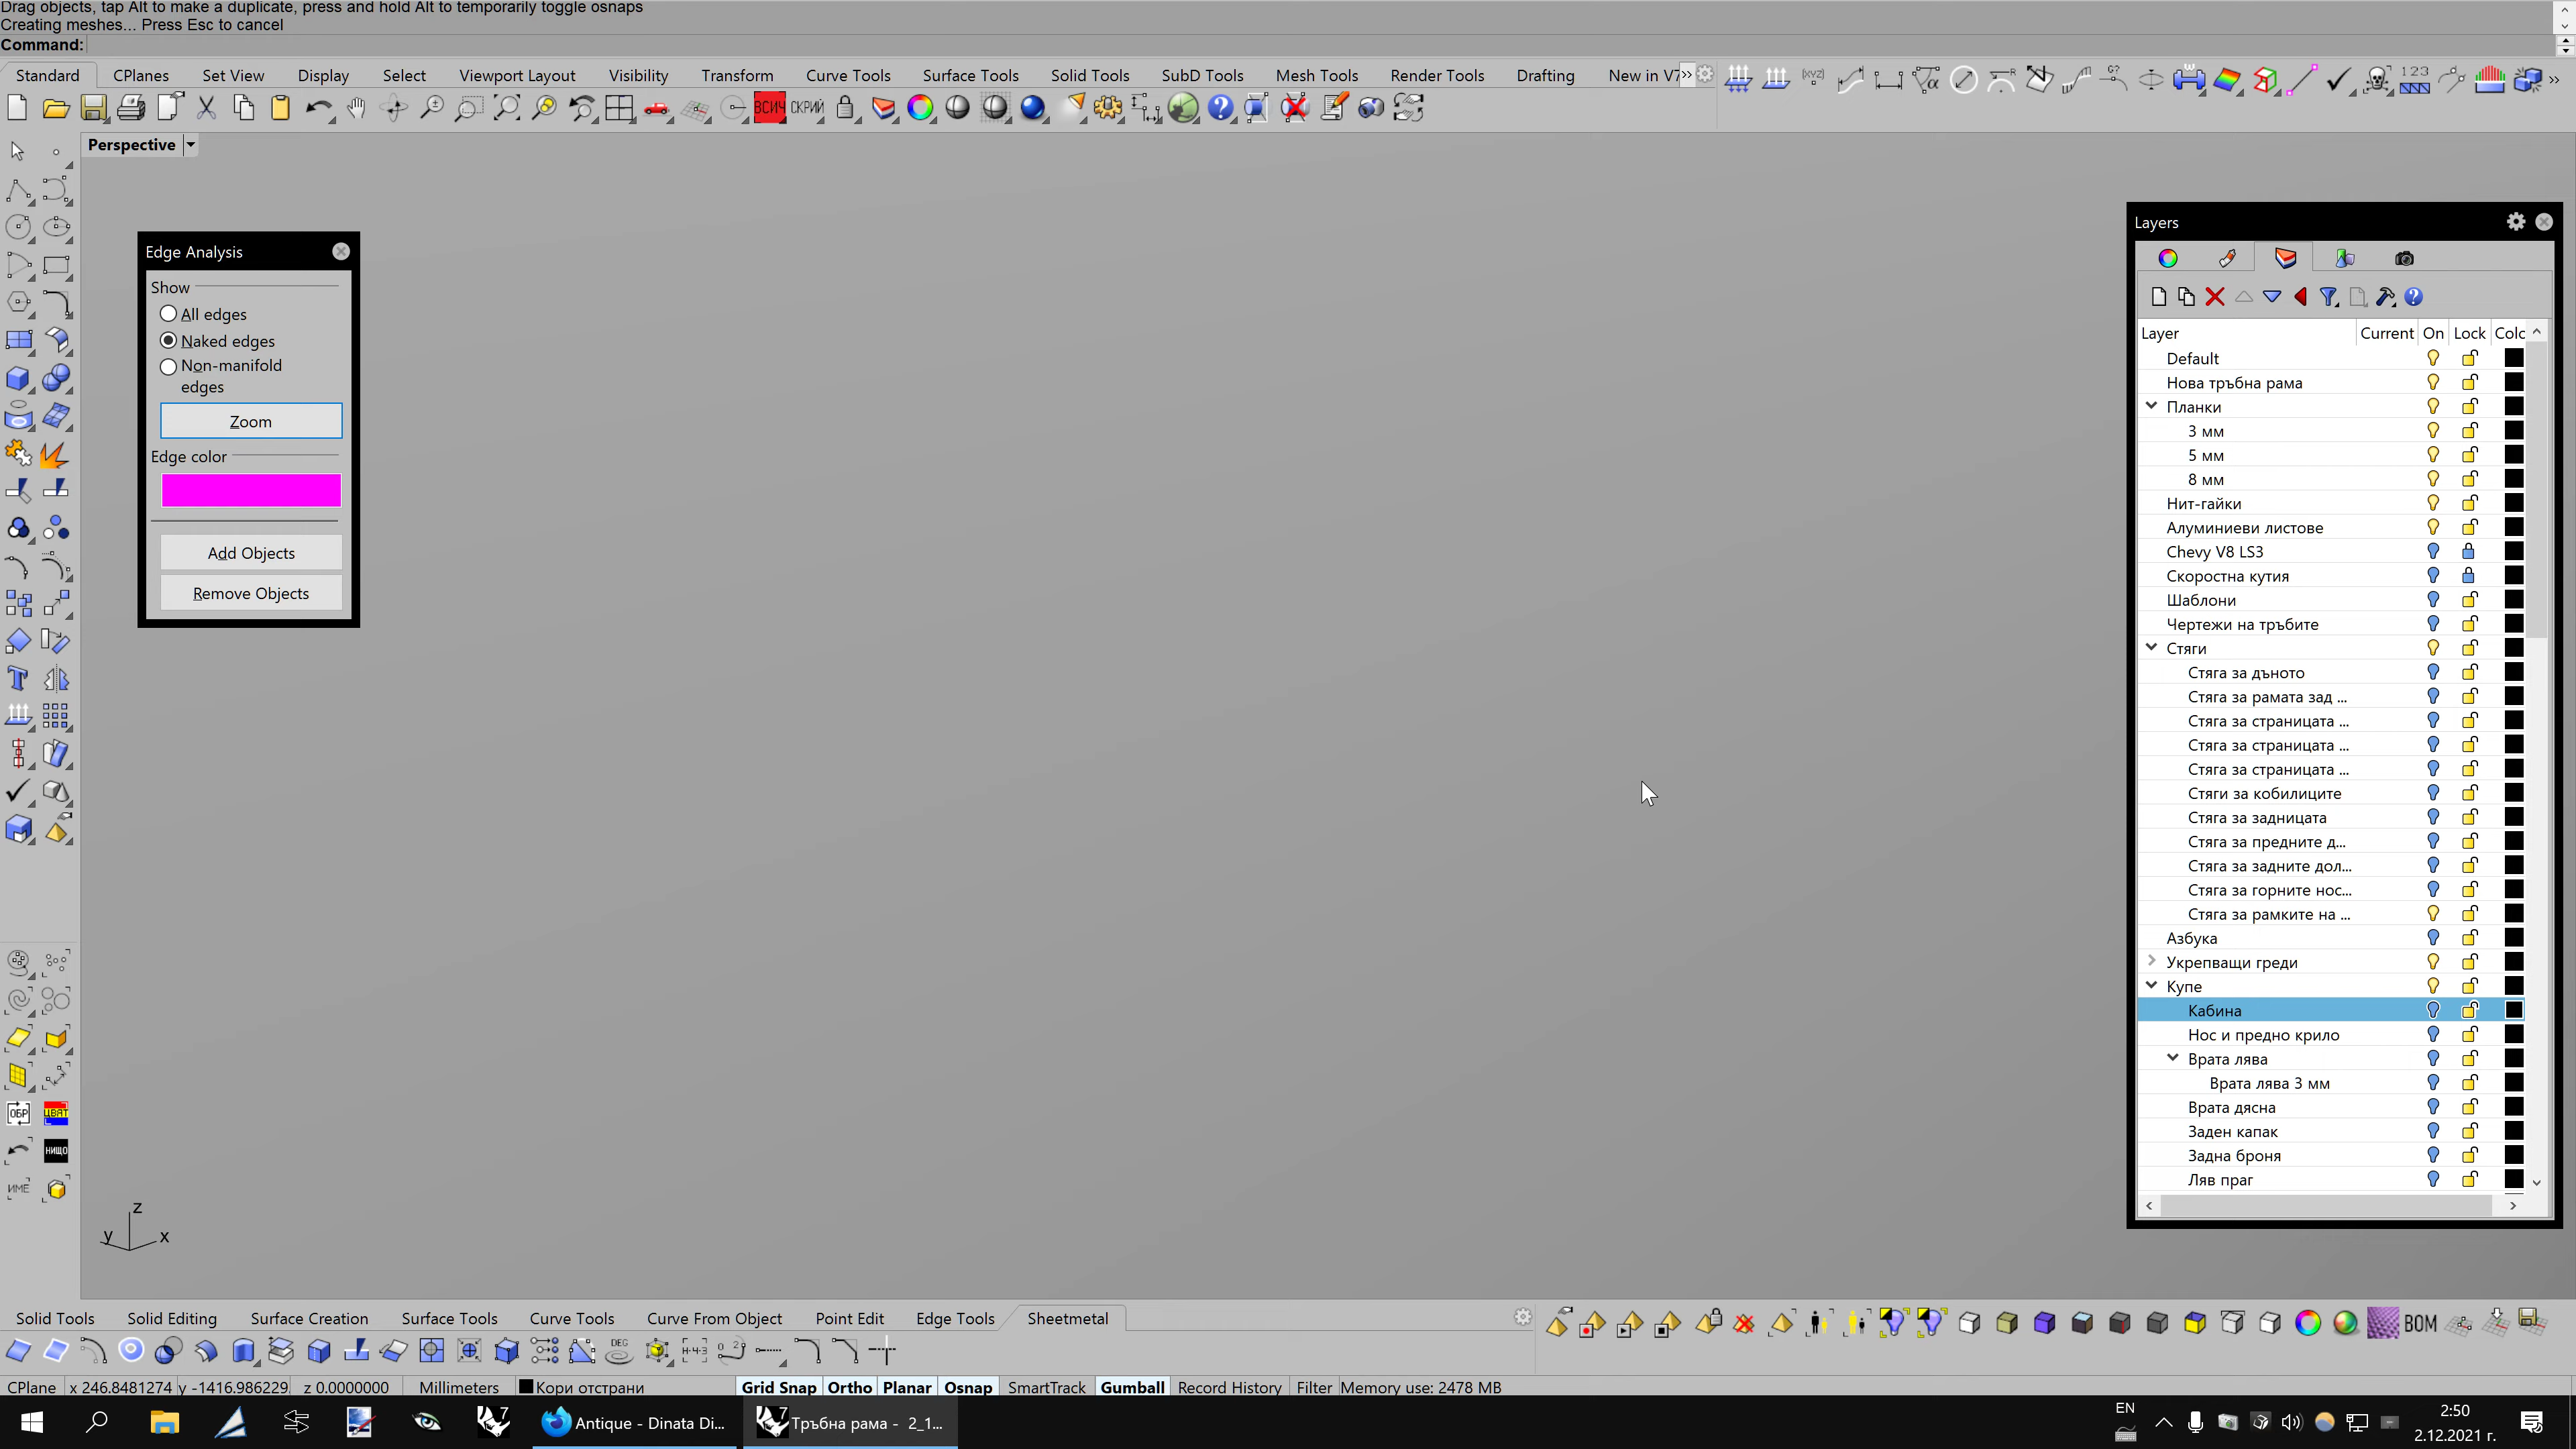 Drag objects, tap Alt to make a duplicate, press and hold Alt to temporarily toggle osnaps
Creating meshes... Press Esc to cancel
Command:
Standard CPlanes Set View Display Select Viewport Layout Visibility Transform Curve Tools Surface Tools Solid Tools SubD Tools Mesh Tools Render Tools Drafting New in V7
ВСИЧ СКРИЙ
Perspective
Edge Analysis
Show
All edges
Naked edges
Non-manifold
edges
Zoom
Edge color
Add Objects
Remove Objects
Layers
Layer Current On Lock Colc
Default
Нова тръбна рама
Планки
3 мм
5 мм
8 мм
Нит-гайки
Алуминиеви листове
Chevy V8 LS3
Скоростна кутия
Шаблони
Чертежи на тръбите
Стяги
Стяга за дъното
Стяга за рамата зад ...
Стяга за страницата ...
Стяга за страницата ...
Стяга за страницата ...
Стяги за кобилиците
Стяга за задницата
Стяга за предните д...
Стяга за задните дол...
Стяга за горните нос...
Стяга за рамките на ...
Азбука
Укрепващи греди
Купе
Кабина
Нос и предно крило
Врата лява
Врата лява 3 мм
Врата дясна
Заден капак
Задна броня
Ляв праг
ОБР ЦВЯТ
НИЩО
ИМЕ
z
y x
Solid Tools Solid Editing Surface Creation Surface Tools Curve Tools Curve From Object Point Edit Edge Tools Sheetmetal
BOM
DEG
CPlane x 246.8481274 y -1416.986229 z 0.0000000 Millimeters Кори отстрани Grid Snap Ortho Planar Osnap SmartTrack Gumball Record History Filter Memory use: 2478 MB
Antique - Dinata Di... Тръбна рама - 2_1...
EN
2:50
2.12.2021 г.